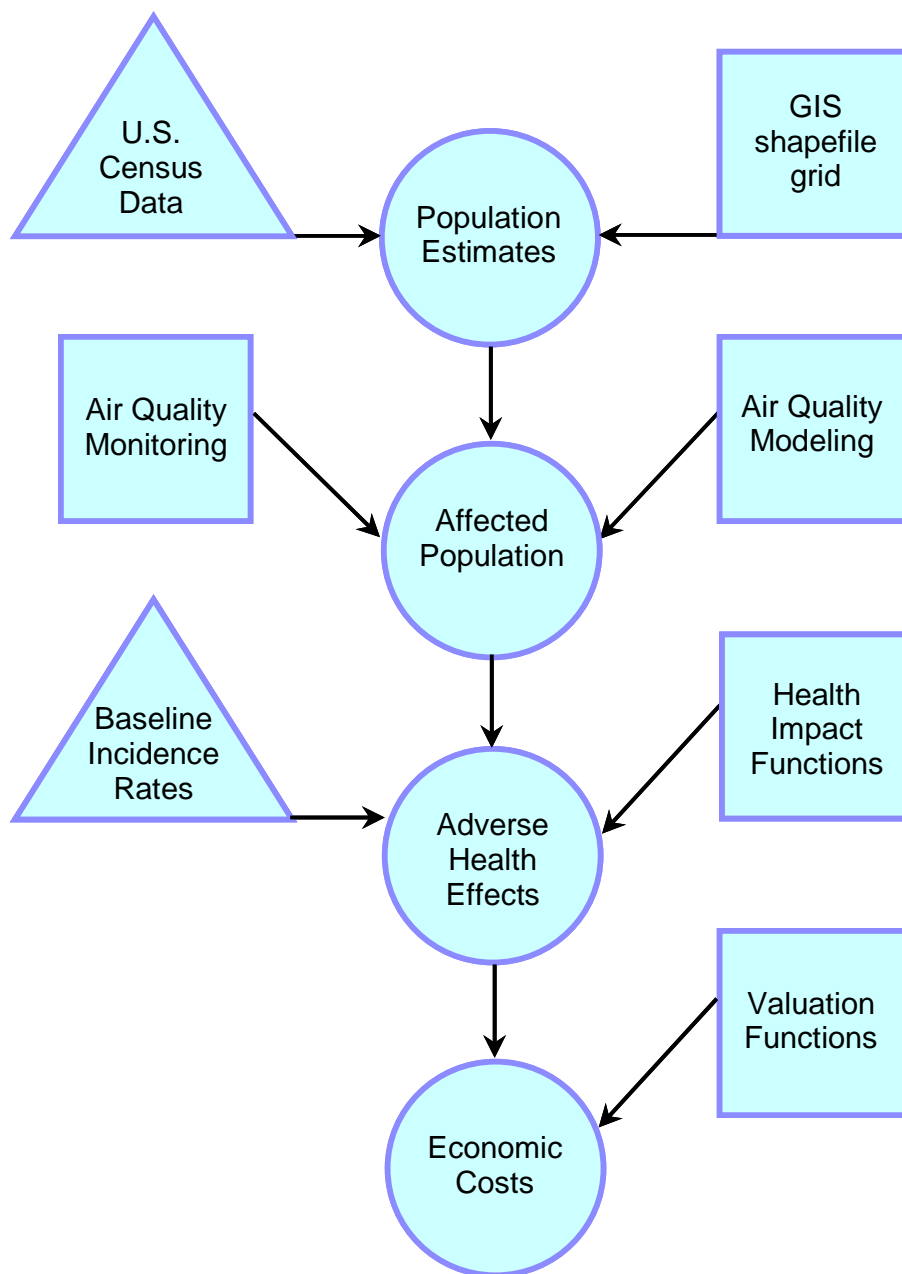 U.S.
Census
Data
GIS
shapefile
grid
Population
Estimates
Air Quality
Monitoring
Air Quality
Modeling
Affected
Population
Baseline
Incidence
Rates
Health
Impact
Functions
Adverse
Health
Effects
Valuation
Functions
Economic
Costs